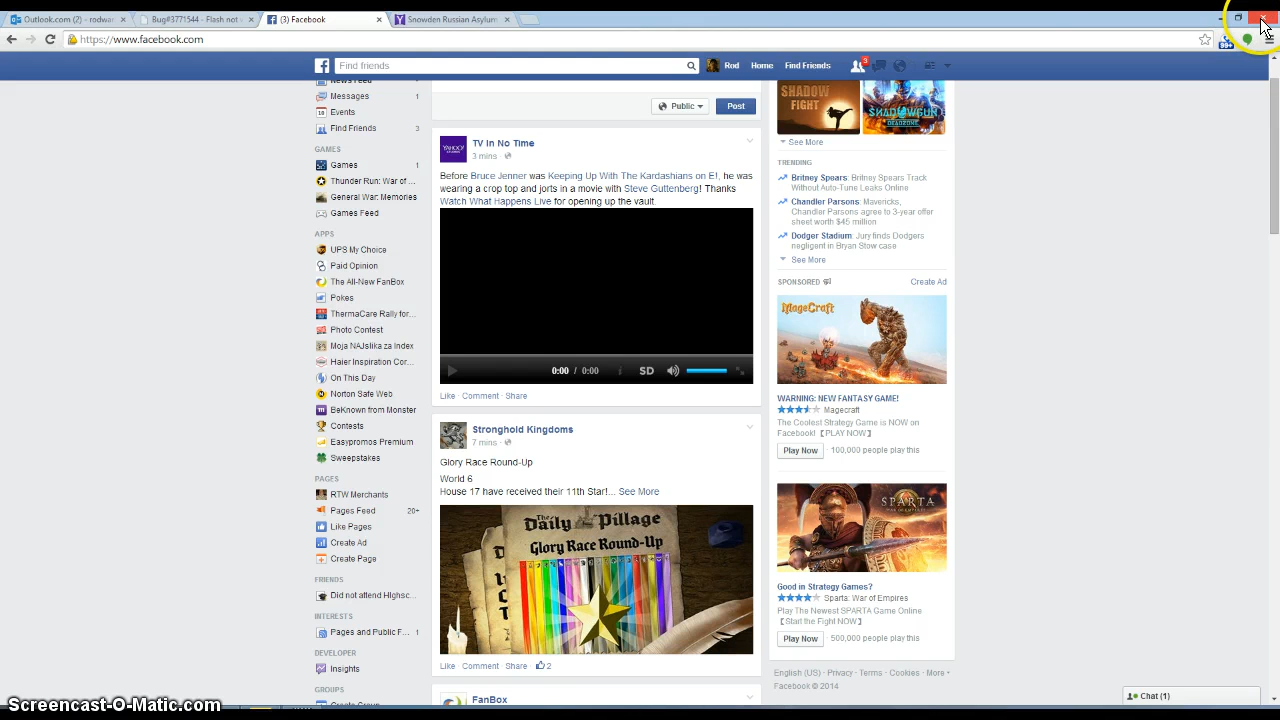 Outlook.com (2) - rodwa
Bug#3771544 - Flash not
(3) Facebook
Snowden Russian Asylum
https://www.facebook.com
99+
Find friends
Rod
Home
Find Friends
News Feed
Messages 1
Events
Find Friends 3
GAMES
Games 1
Thunder Run: War of ...
General War: Memories
Games Feed
APPS
UPS My Choice
Paid Opinion
The All-New FanBox
Pokes
ThermaCare Rally for...
Photo Contest
Moja NAJslika za Index
Haier Inspiration Cor...
On This Day
Norton Safe Web
BeKnown from Monster
Contests
Easypromos Premium
Sweepstakes
PAGES
RTW Merchants
Pages Feed 20+
Like Pages
Create Ad
Create Page
FRIENDS
Did not attend HIghsc...
INTERESTS
Pages and Public F... 1
DEVELOPER
Insights
GROUPS
Create Group
Public
Post
TV In No Time
3 mins
Before Bruce Jenner was Keeping Up With The Kardashians on E!, he was
wearing a crop top and jorts in a movie with Steve Guttenberg! Thanks
Watch What Happens Live for opening up the vault.
0:00 / 0:00
i
SD
Like · Comment · Share
Stronghold Kingdoms
7 mins
Glory Race Round-Up
World 6
House 17 have received their 11th Star!... See More
The Daily Pillage
Glory Race Round-Up
Like · Comment · Share · 2
FanBox
SHADOW
FIGHT
SHADOWGUN
DEADZONE
See More
TRENDING
Britney Spears: Britney Spears Track
Without Auto-Tune Leaks Online
Chandler Parsons: Mavericks,
Chandler Parsons agree to 3-year offer
sheet worth $45 million
Dodger Stadium: Jury finds Dodgers
negligent in Bryan Stow case
See More
SPONSORED
Create Ad
MAGECRAFT
WARNING: NEW FANTASY GAME!
Magecraft
The Coolest Strategy Game is NOW on
Facebook! 【PLAY NOW】
Play Now · 100,000 people play this
SPARTA
WAR OF EMPIRES
Good in Strategy Games?
Sparta: War of Empires
Play The Newest SPARTA Game Online
【Start the Fight NOW】
Play Now · 500,000 people play this
English (US) · Privacy · Terms · Cookies · More
Facebook © 2014
Chat (1)
Screencast-O-Matic.com